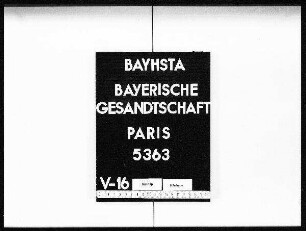 BAYHSTA
BAYERISCHE
GESANDTSCHAFT
PARIS
5363
V-16